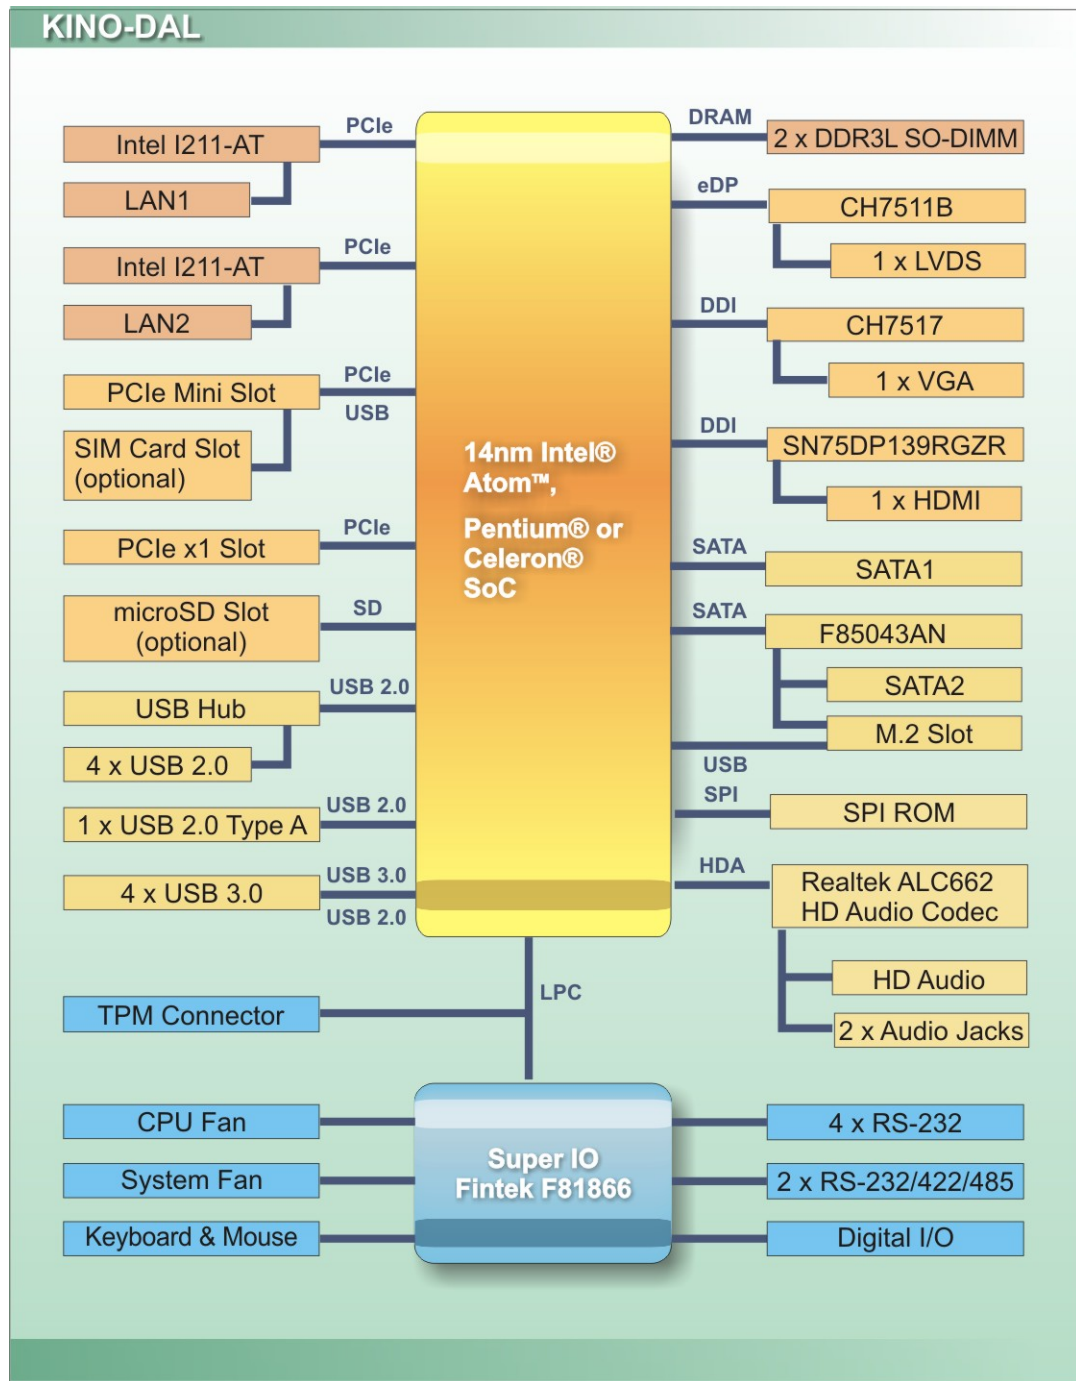 KINO-DAL
PCIe
Intel I211-AT
LAN1
PCIe
Intel I211-AT
LAN2
PCIe
PCIe Mini Slot
USB
SIM Card Slot
(optional)
PCIe
PCIe x1 Slot
SD
microSD Slot
(optional)
USB 2.0
USB Hub
4 x USB 2.0
USB 2.0
1 x USB 2.0 Type A
USB 3.0
4 x USB 3.0
USB 2.0
14nm Intel®
Atom™,
Pentium® or
Celeron®
SoC
DRAM
2 x DDR3L SO-DIMM
eDP
CH7511B
1 x LVDS
DDI
CH7517
1 x VGA
DDI
SN75DP139RGZR
1 x HDMI
SATA
SATA1
SATA
F85043AN
SATA2
M.2 Slot
USB
SPI
SPI ROM
HDA
Realtek ALC662
HD Audio Codec
HD Audio
2 x Audio Jacks
LPC
TPM Connector
CPU Fan
System Fan
Keyboard & Mouse
Super IO
Fintek F81866
4 x RS-232
2 x RS-232/422/485
Digital I/O